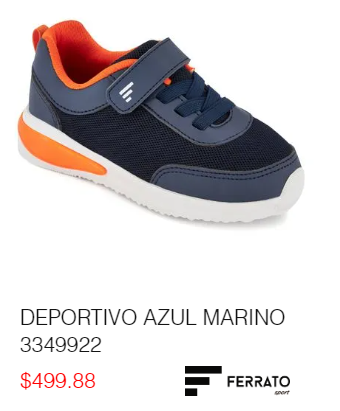 DEPORTIVO AZUL MARINO
3349922
$499.88
FERRATO
sport